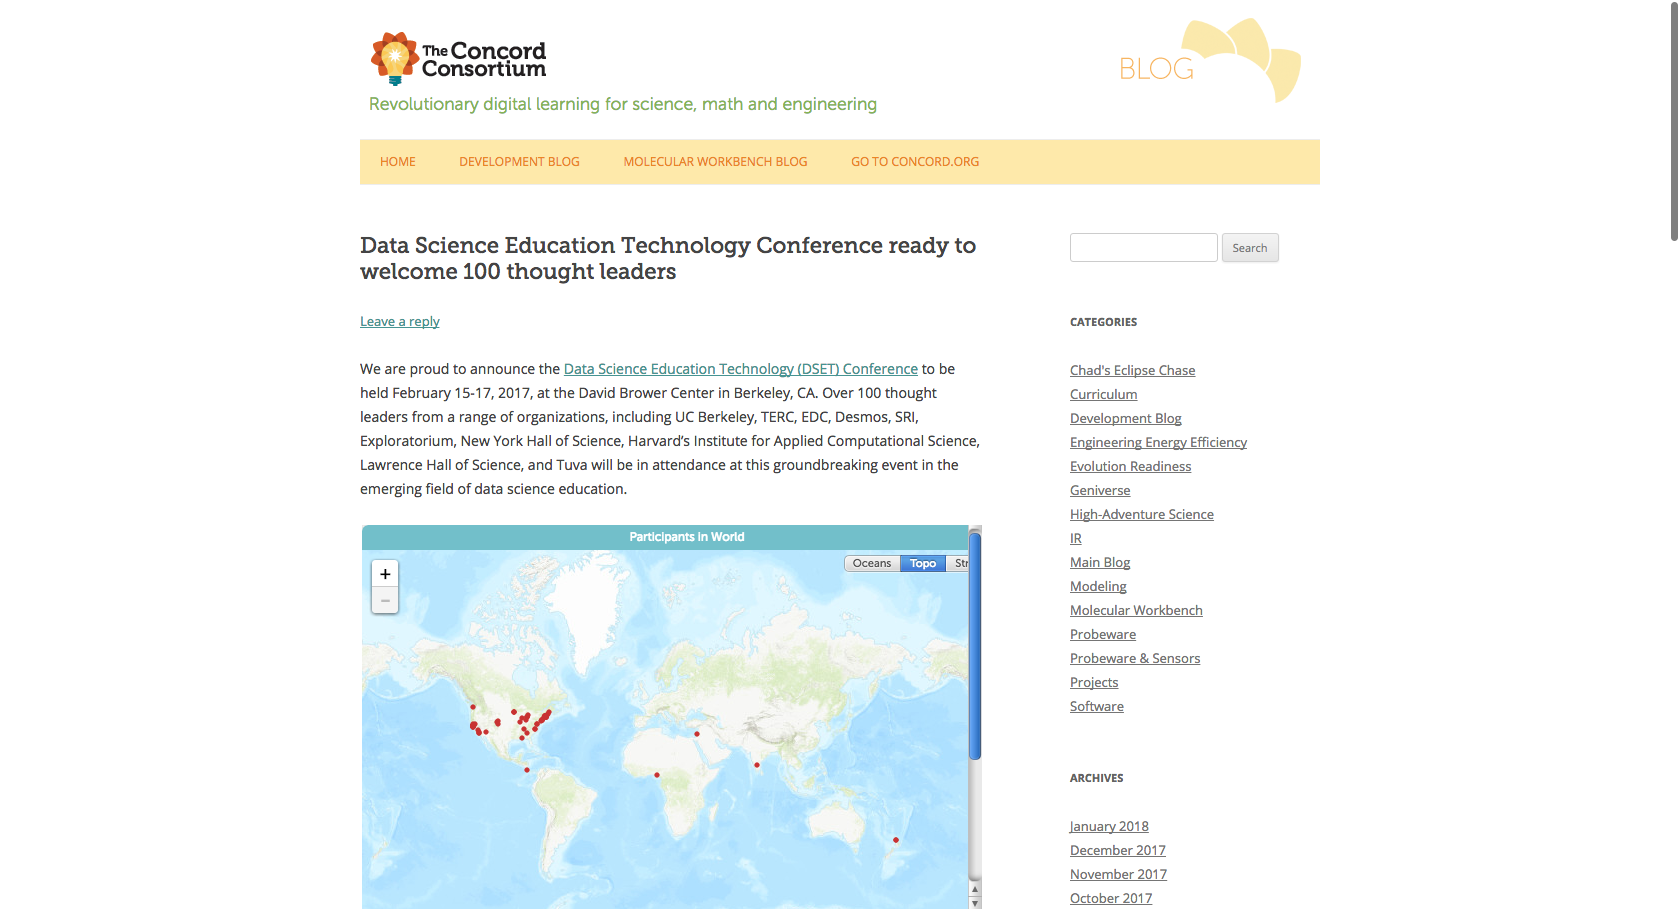 The Concord
Consortium
BLOG
Revolutionary digital learning for science, math and engineering
HOME DEVELOPMENT BLOG MOLECULAR WORKBENCH BLOG GO TO CONCORD.ORG
Data Science Education Technology Conference ready to
welcome 100 thought leaders
Leave a reply
We are proud to announce the Data Science Education Technology (DSET) Conference to be
held February 15-17, 2017, at the David Brower Center in Berkeley, CA. Over 100 thought
leaders from a range of organizations, including UC Berkeley, TERC, EDC, Desmos, SRI,
Exploratorium, New York Hall of Science, Harvard’s Institute for Applied Computational Science,
Lawrence Hall of Science, and Tuva will be in attendance at this groundbreaking event in the
emerging field of data science education.
Participants in World
+
−
Oceans Topo Str
Search
CATEGORIES
Chad's Eclipse Chase
Curriculum
Development Blog
Engineering Energy Efficiency
Evolution Readiness
Geniverse
High-Adventure Science
IR
Main Blog
Modeling
Molecular Workbench
Probeware
Probeware & Sensors
Projects
Software
ARCHIVES
January 2018
December 2017
November 2017
October 2017